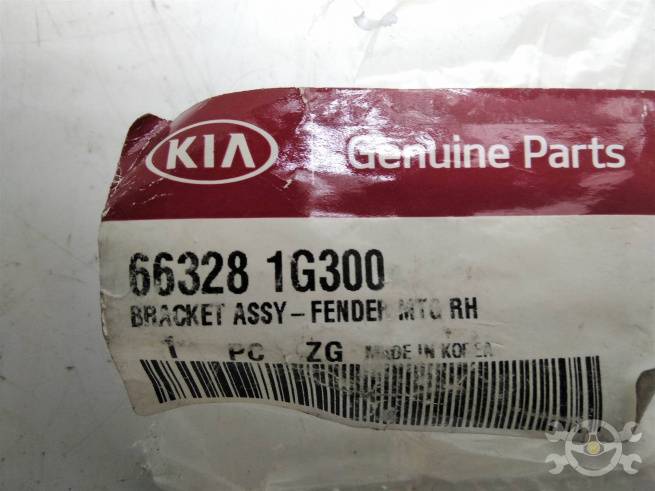 KIA Genuine Parts
66328 1G300
BRACKET ASSY-FENDER MTG RH
1 PC ZG MADE IN KOREA